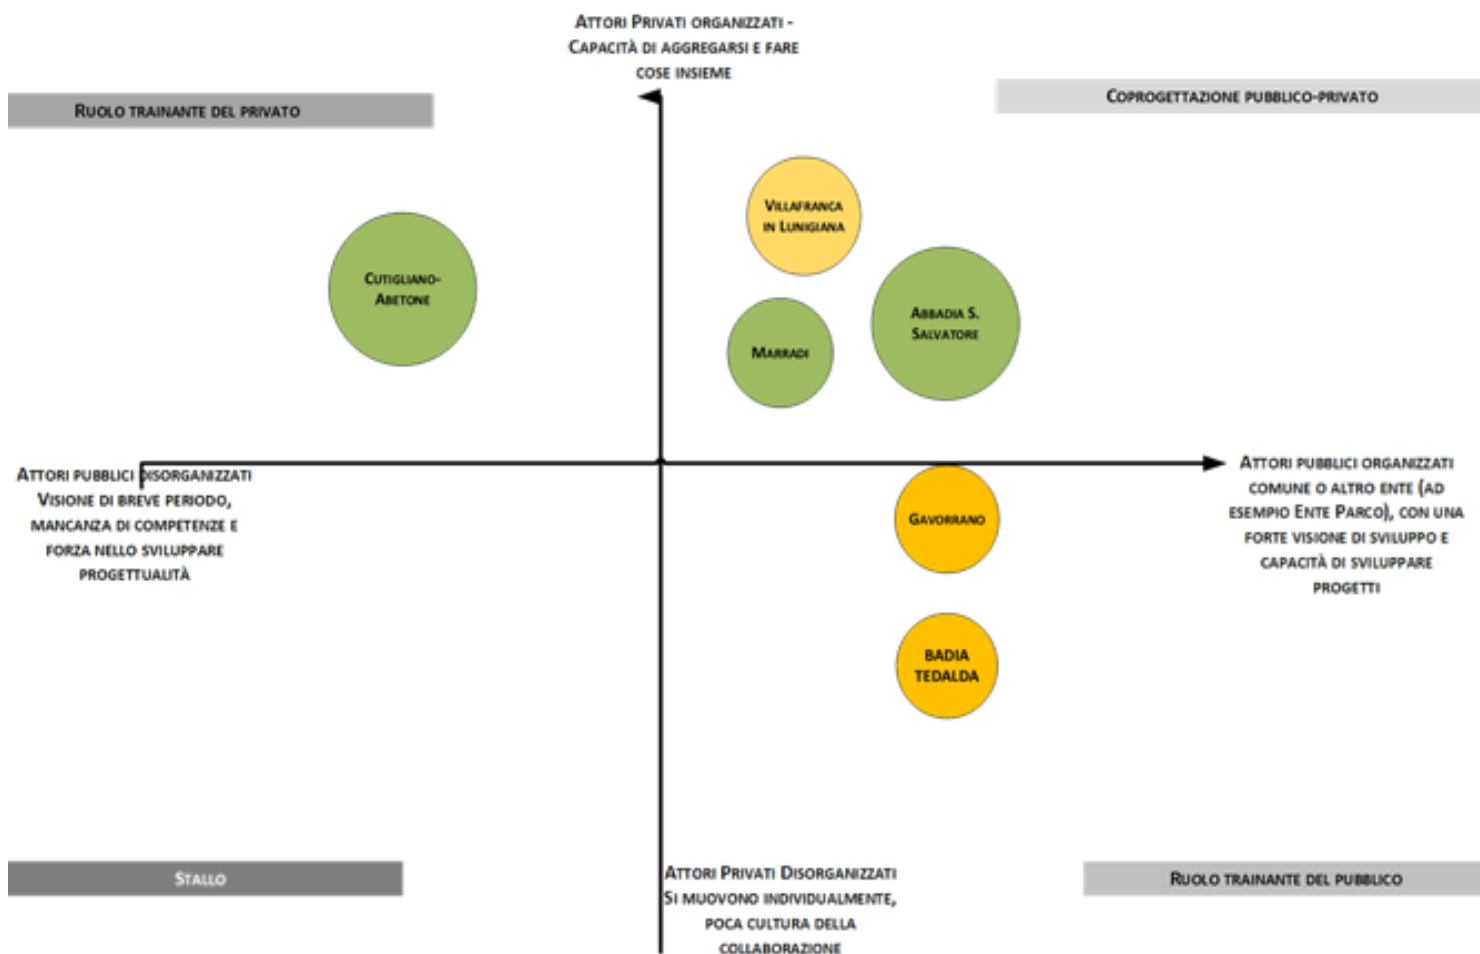 Attori Privati organizzati -
Capacità di aggregarsi e fare
cose insieme
Ruolo trainante del privato
Coprogettazione pubblico-privato
Villafranca
in Lunigiana
Cutigliano-
Abetone
Abbadia S.
Salvatore
Marradi
Attori pubblici disorganizzati
Visione di breve periodo,
mancanza di competenze e
forza nello sviluppare
progettualità
Attori pubblici organizzati
comune o altro ente (ad
esempio Ente Parco), con una
forte visione di sviluppo e
capacità di sviluppare
progetti
Gavorrano
BADIA
TEDALDA
Stallo
Attori Privati Disorganizzati
Si muovono individualmente,
poca cultura della
collaborazione
Ruolo trainante del pubblico